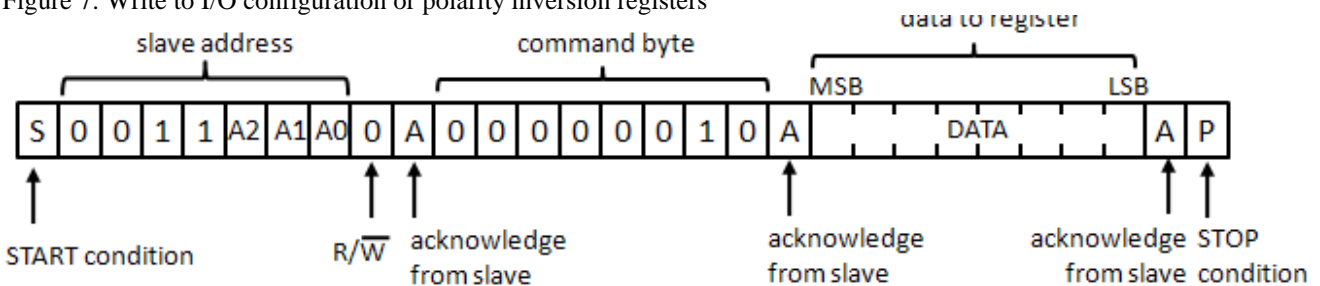 Figure 7. Write to I/O configuration or polarity inversion registers
data to register
slave address
command byte
MSB
LSB
S 0 0 1 1 A2 A1 A0 0 A 0 0 0 0 0 0 1 0 A DATA A P
START condition
R/W̅
acknowledge
from slave
acknowledge
from slave
acknowledge
from slave
STOP
condition